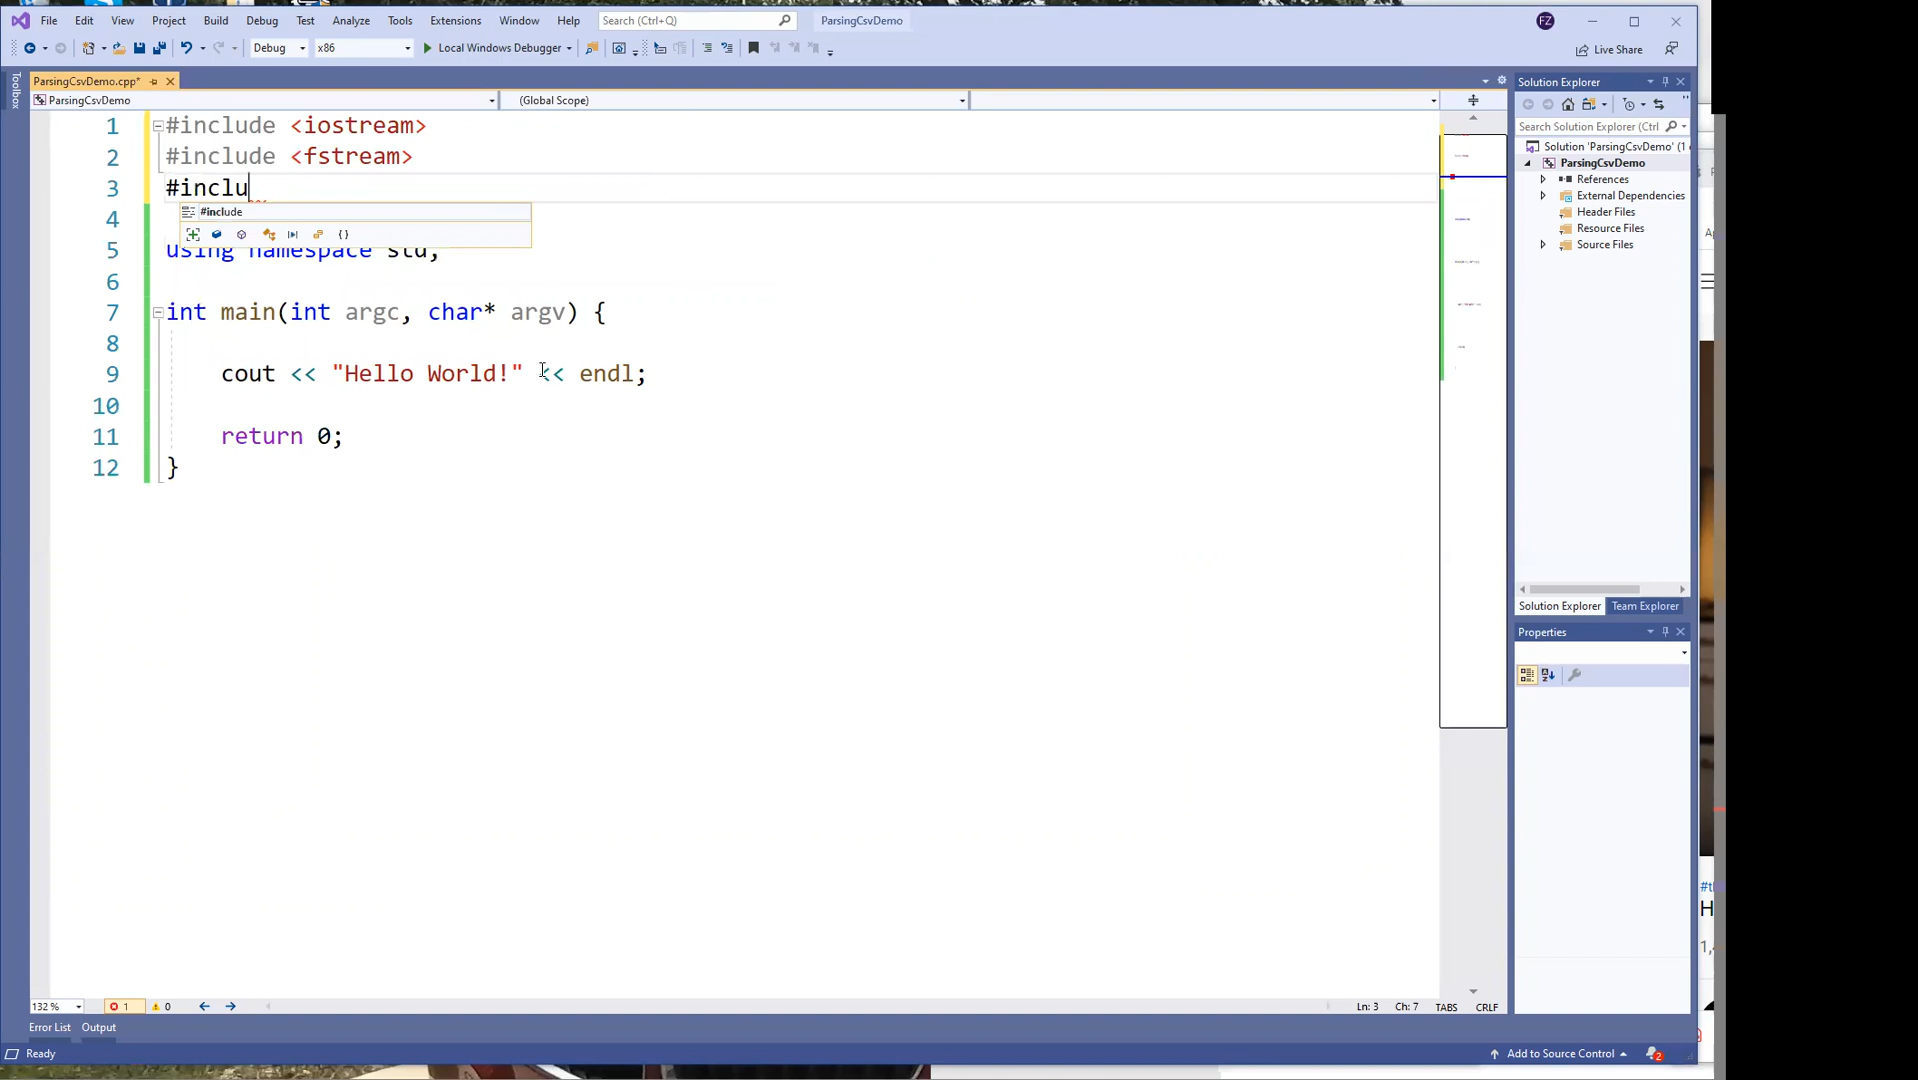 File Edit View Project Build Debug Test Analyze Tools Extensions Window Help Search (Ctrl+Q) ParsingCsvDemo FZ
Debug x86 Local Windows Debugger Live Share
Toolbox
ParsingCsvDemo.cpp*
ParsingCsvDemo (Global Scope)
1 #include <iostream>
2 #include <fstream>
3 #inclu
#include
4
5 using namespace std;
6
7 int main(int argc, char* argv) {
8
9 cout << "Hello World!" << endl;
10
11 return 0;
12 }
Solution Explorer
Search Solution Explorer (Ctrl
Solution 'ParsingCsvDemo' (1
ParsingCsvDemo
References
External Dependencies
Header Files
Resource Files
Source Files
Solution Explorer Team Explorer
Properties
132 % 1 0 Ln: 3 Ch: 7 TABS CRLF
Error List Output
Ready Add to Source Control 2